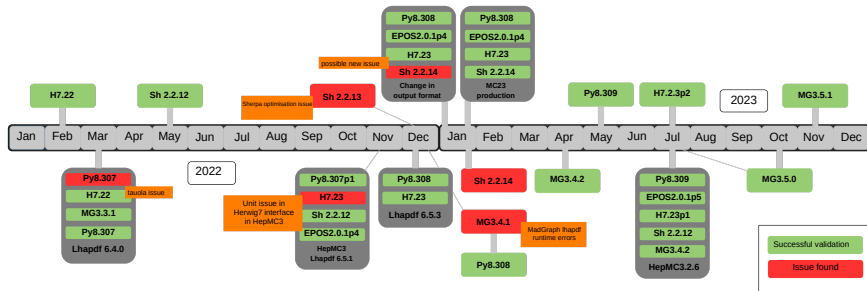 Py8.308
EPOS2.0.1p4
H7.23
Sh 2.2.14
Change in
output format
Py8.308
EPOS2.0.1p4
H7.23
Sh 2.2.14
MC23
production
possible new issue
H7.22
Sh 2.2.12
Sherpa optimisation issue
Sh 2.2.13
Py8.309
H7.2.3p2
2023
MG3.5.1
Jan Feb Mar Apr May Jun Jul Aug Sep Oct Nov Dec Jan Feb Mar Apr May Jun Jul Aug Sep Oct Nov Dec
2022
Py8.307
H7.22
MG3.3.1
Py8.307
Lhapdf 6.4.0
tauola issue
Unit issue in
Herwig7 interface
in HepMC3
Py8.307p1
H7.23
Sh 2.2.12
EPOS2.0.1p4
HepMC3
Lhapdf 6.5.1
Py8.308
H7.23
Lhapdf 6.5.3
Sh 2.2.14
MG3.4.1
MadGraph lhapdf
runtime errors
Py8.308
MG3.4.2
Py8.309
EPOS2.0.1p5
H7.23p1
Sh 2.2.12
MG3.4.2
HepMC3.2.6
MG3.5.0
Successful validation
Issue found